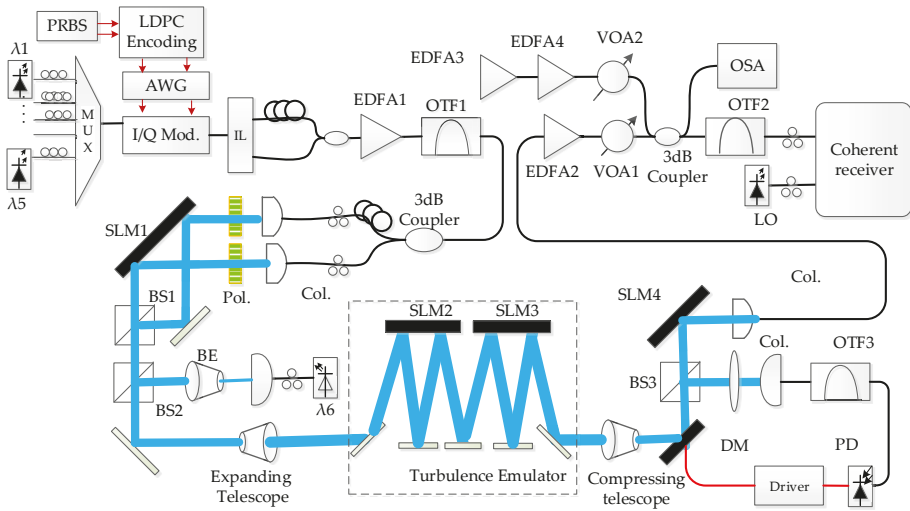 PRBS
LDPC
Encoding
λ1
AWG
MUX
I/Q Mod.
IL
λ5
EDFA1
OTF1
EDFA3
EDFA4
VOA2
OSA
OTF2
EDFA2
VOA1
3dB
Coupler
LO
Coherent
receiver
SLM1
3dB
Coupler
BS1
Pol.
Col.
BE
BS2
λ6
SLM2
SLM3
Expanding
Telescope
Turbulence Emulator
SLM4
Col.
BS3
Col.
OTF3
Compressing
telescope
DM
PD
Driver